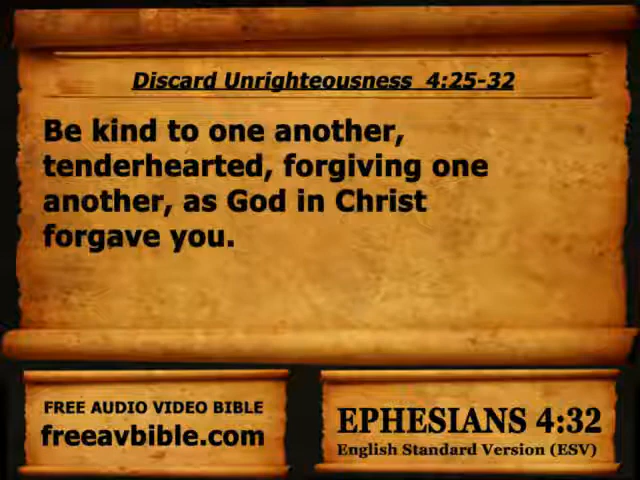 Discard Unrighteousness 4:25-32
Be kind to one another,
tenderhearted, forgiving one
another, as God in Christ
forgave you.
FREE AUDIO VIDEO BIBLE
freeavbible.com
EPHESIANS 4:32
English Standard Version (ESV)